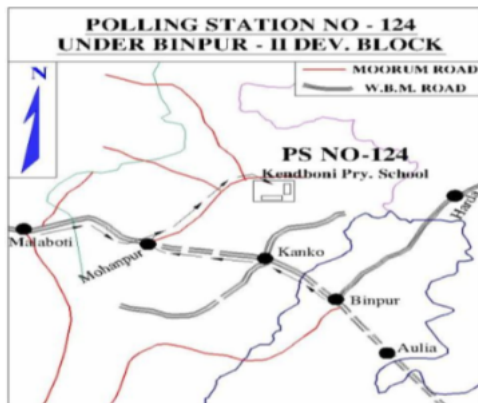 POLLING STATION NO - 124
UNDER BINPUR - II DEV. BLOCK
N
MOORUM ROAD
W.B.M. ROAD
PS NO-124
Kendboni Pry. School
Harda
Malaboti
Mohanpur
Kanko
Binpur
Aulia